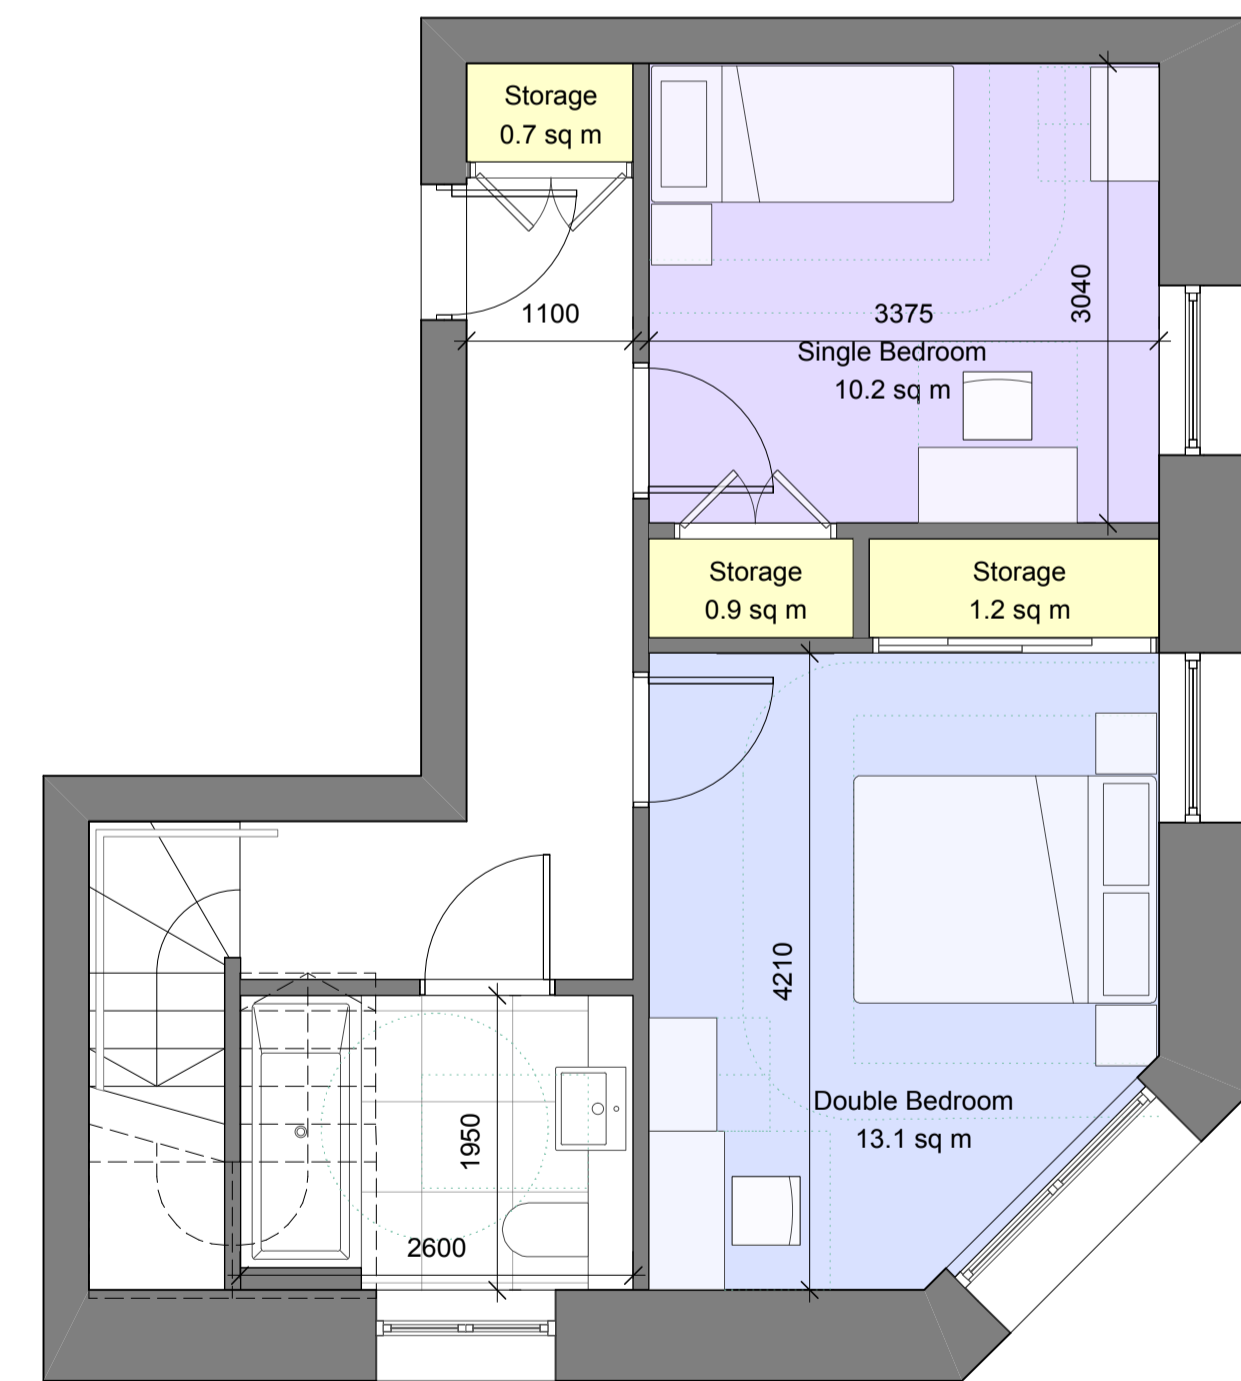 Storage
0.7 sq m
1100
3375
3040
Single Bedroom
10.2 sq m
Storage
0.9 sq m
Storage
1.2 sq m
4210
Double Bedroom
13.1 sq m
1950
2600